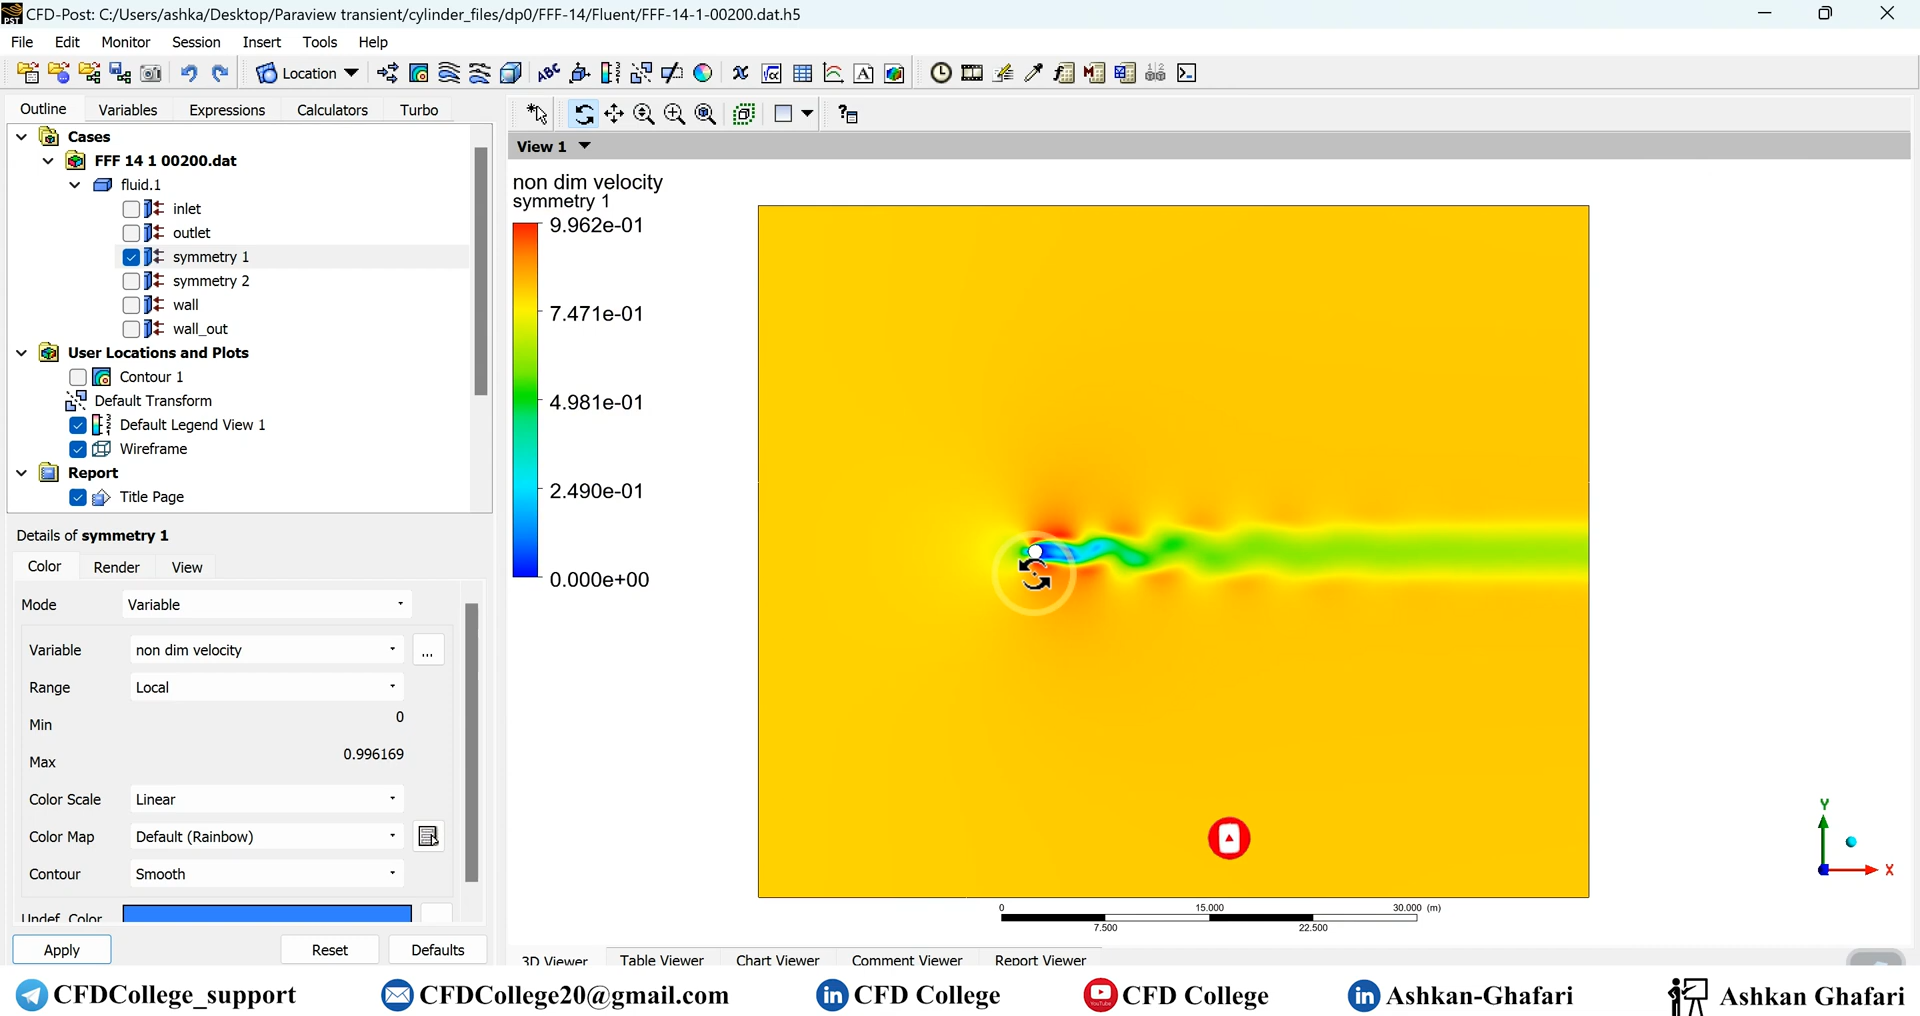 CFD-Post: C:/Users/ashka/Desktop/Paraview transient/cylinder_files/dp0/FFF-14/Fluent/FFF-14-1-00200.dat.h5
File Edit Monitor Session Insert Tools Help
Location
Outline Variables Expressions Calculators Turbo
Cases
FFF 14 1 00200.dat
fluid.1
inlet
outlet
symmetry 1
symmetry 2
wall
wall_out
User Locations and Plots
Contour 1
Default Transform
Default Legend View 1
Wireframe
Report
Title Page
Details of symmetry 1
Color Render View
Mode Variable
Variable non dim velocity ...
Range Local
Min 0
Max 0.996169
Color Scale Linear
Color Map Default (Rainbow)
Contour Smooth
Undef. Color
Apply Reset Defaults
View 1
non dim velocity
symmetry 1
9.962e-01
7.471e-01
4.981e-01
2.490e-01
0.000e+00
Y
X
0 15.000 30.000 (m)
7.500 22.500
3D Viewer Table Viewer Chart Viewer Comment Viewer Report Viewer
CFDCollege_support CFDCollege20@gmail.com CFD College CFD College Ashkan-Ghafari Ashkan Ghafari